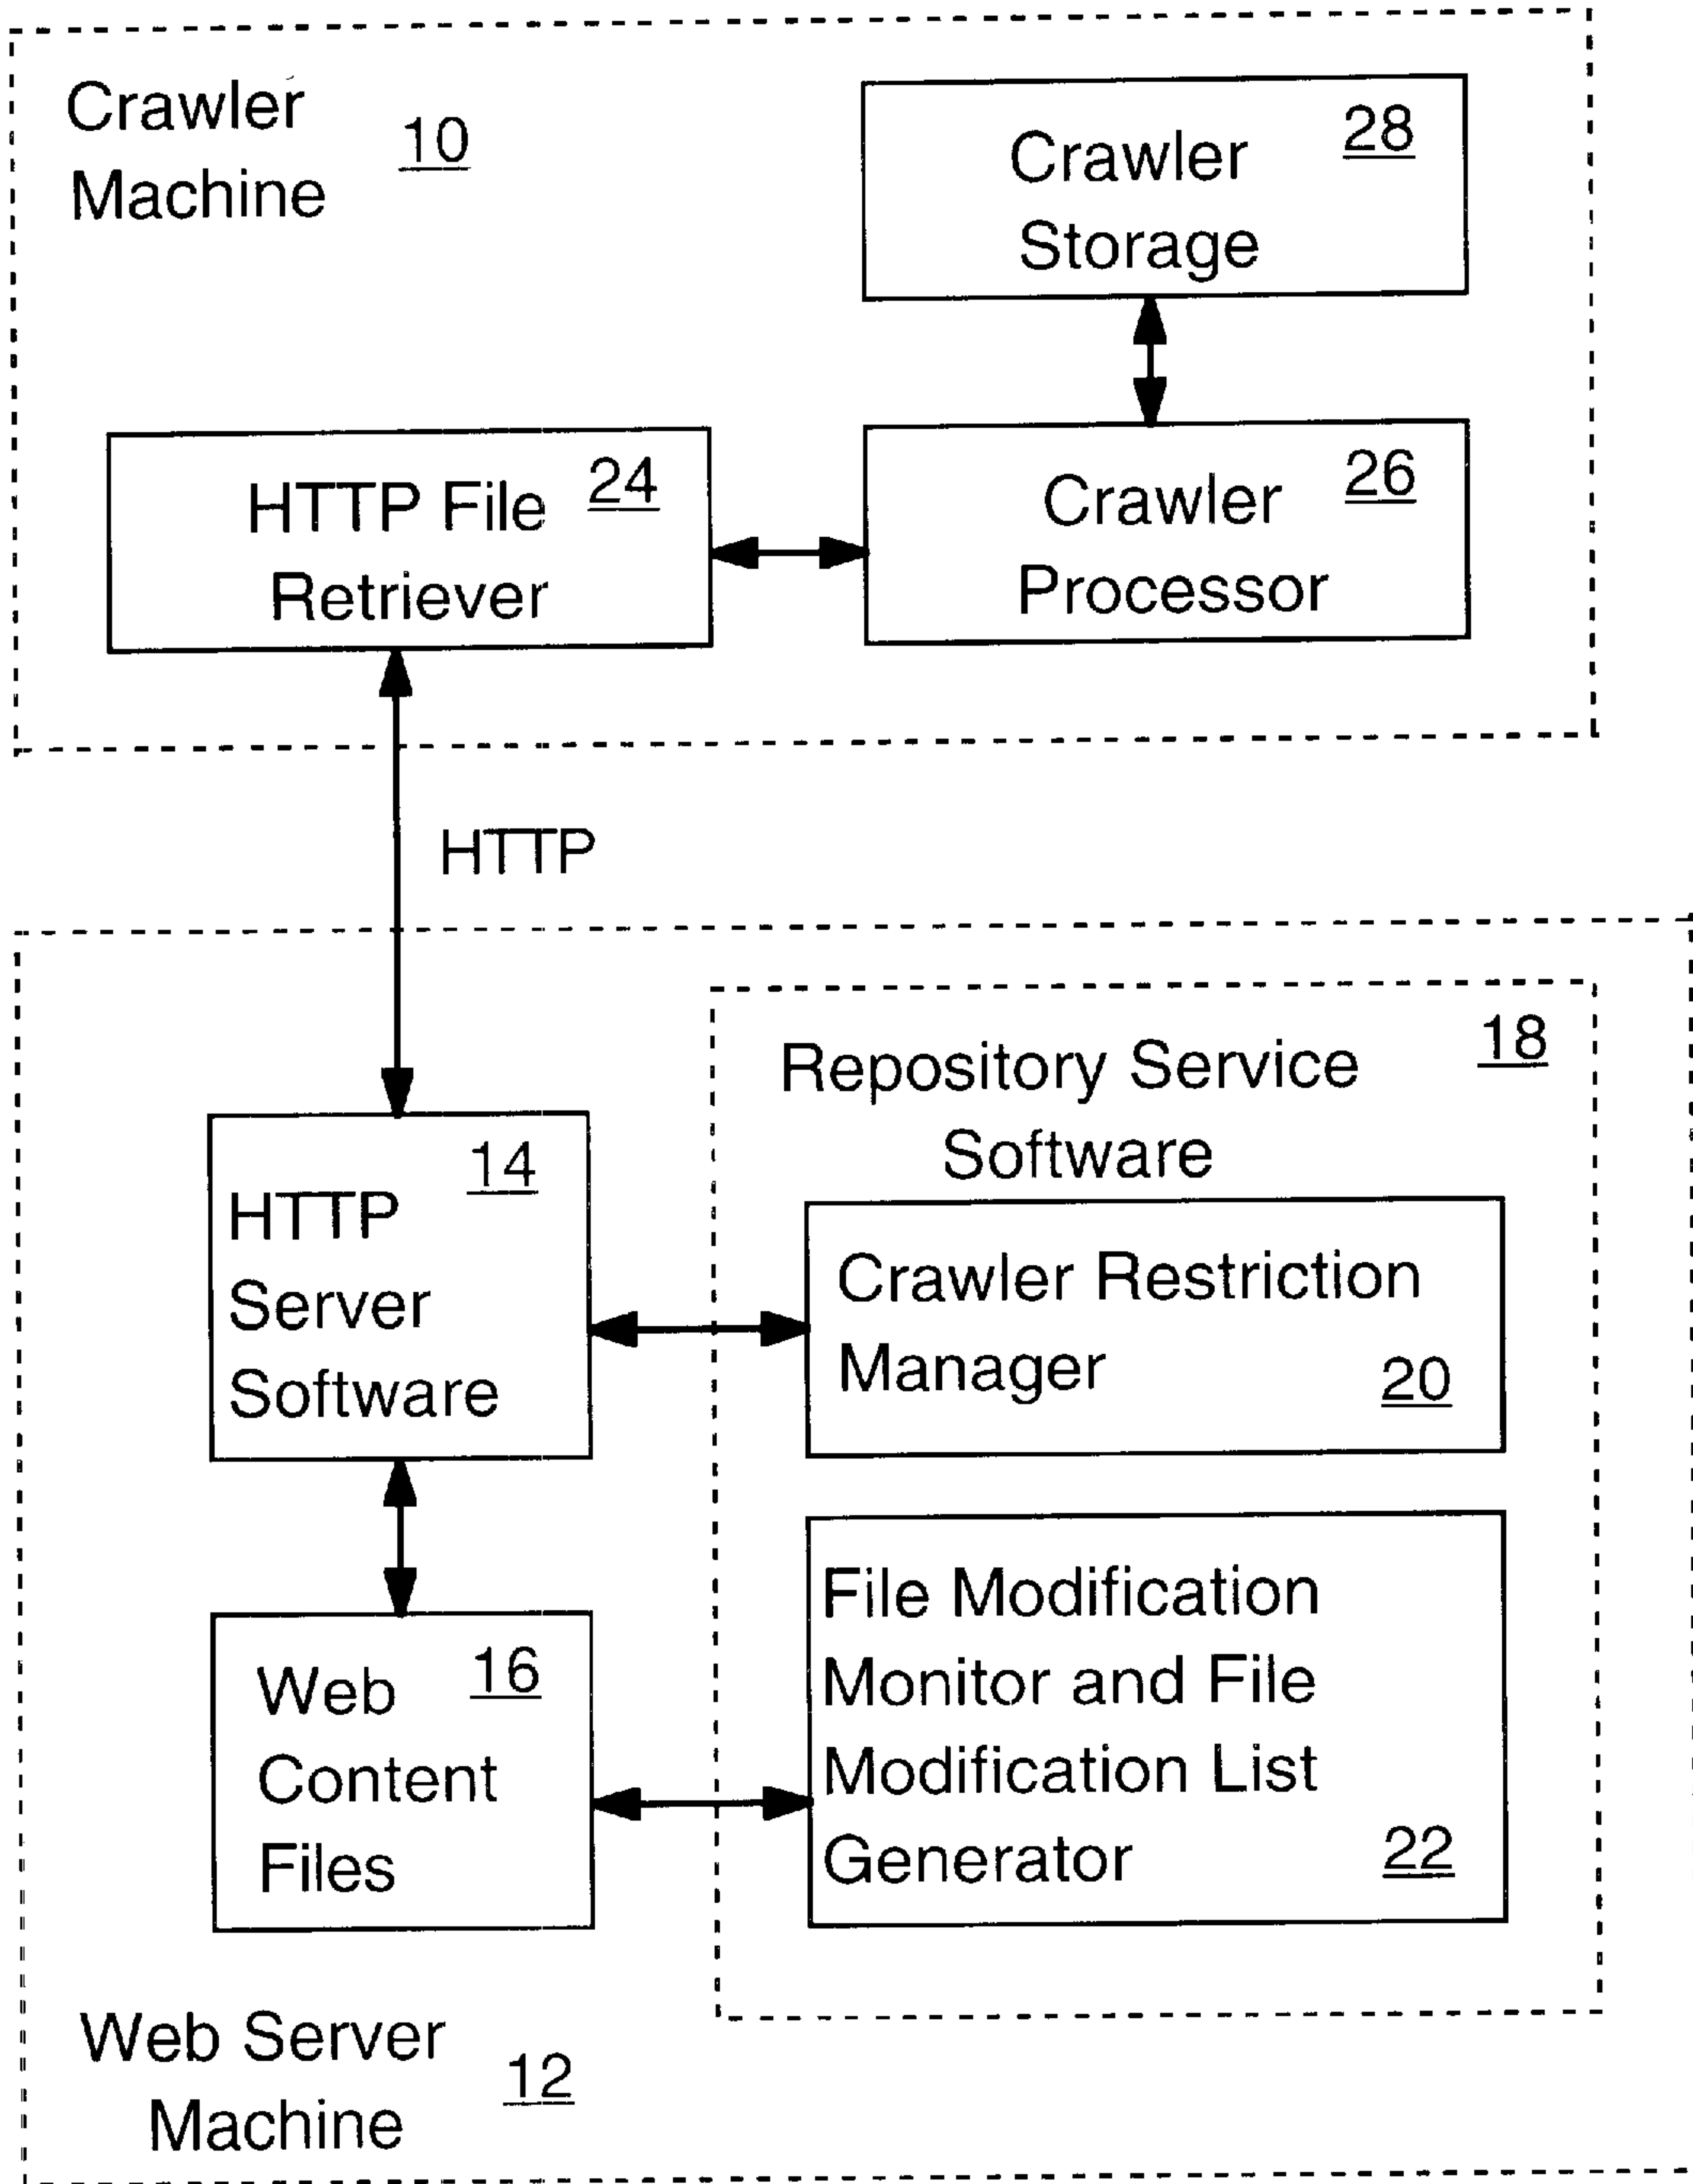 Crawler
Machine
10
Crawler
Storage
28
HTTP File
Retriever
24
Crawler
Processor
26
HTTP
Repository Service
Software
18
14
HTTP
Server
Software
Crawler Restriction
Manager
20
Web
Content
Files
16
File Modification
Monitor and File
Modification List
Generator
22
Web Server
Machine
12